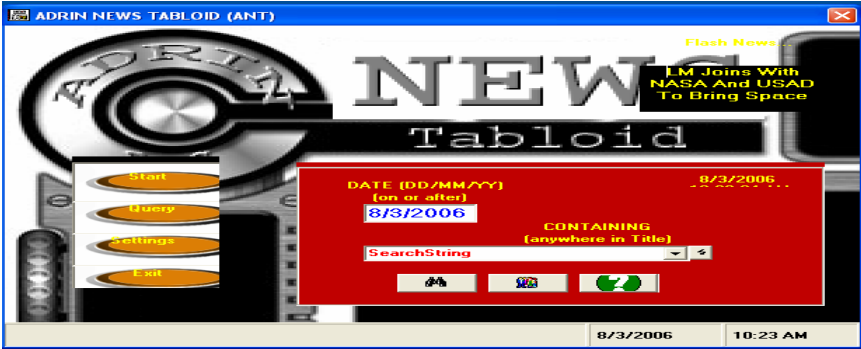 ADRIN NEWS TABLOID (ANT)
ADRIN
NEWS
Tabloid
Flash News...
LM Joins With
NASA And USAD
To Bring Space
Start
Query
Settings
Exit
DATE (DD/MM/YY)
(on or after)
8/3/2006
8/3/2006
CONTAINING
(anywhere in Title)
SearchString
?
8/3/2006
10:23 AM